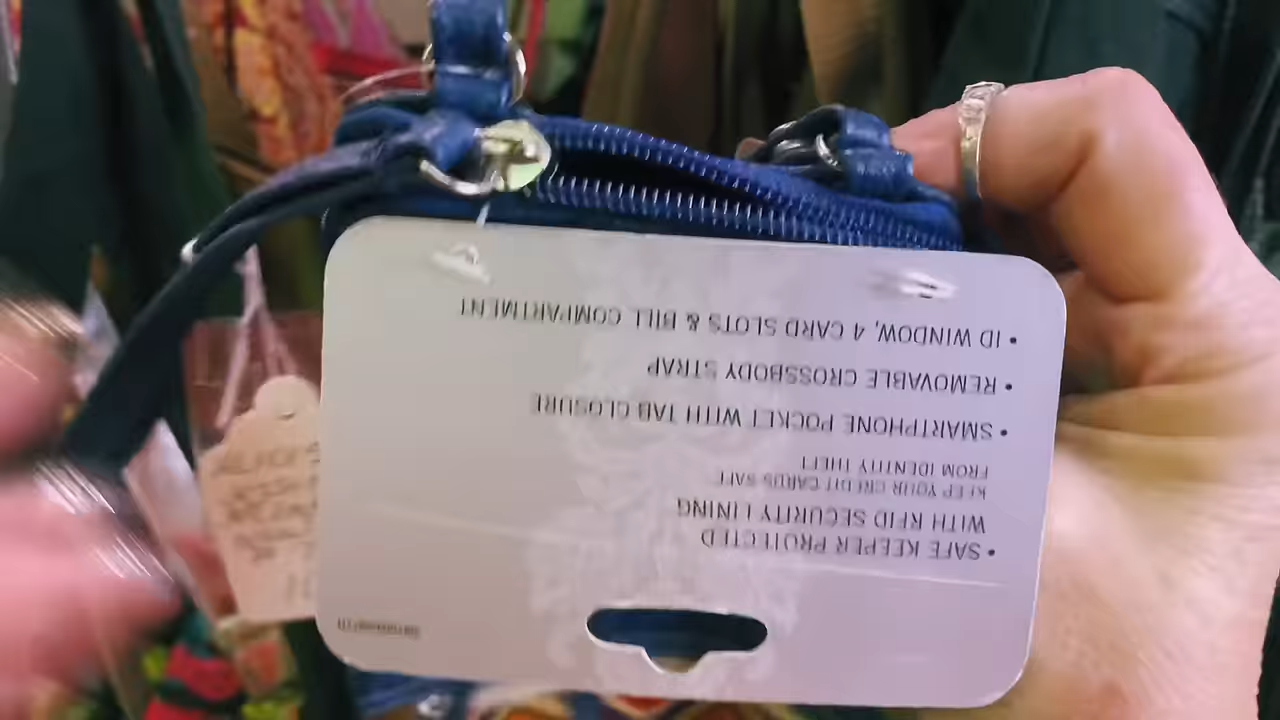 • SAFE KEEPER PROTECTED
WITH RFID SECURITY LINING
KEEP YOUR CREDIT CARDS SAFE
FROM IDENTITY THEFT
• SMARTPHONE POCKET WITH TAB CLOSURE
• REMOVABLE CROSSBODY STRAP
• ID WINDOW, 4 CARD SLOTS & BILL COMPARTMENT